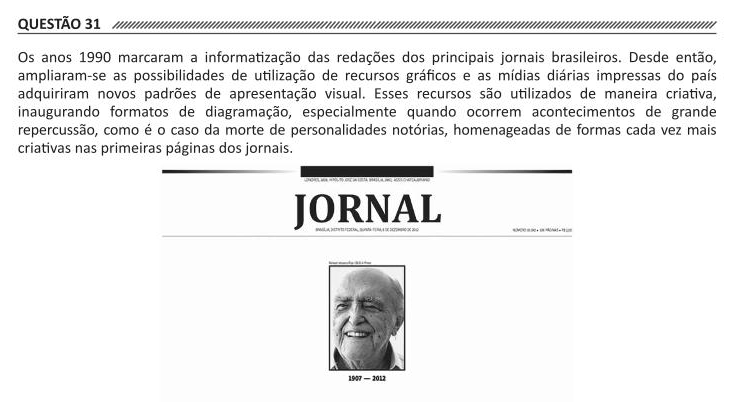 QUESTÃO 31
Os anos 1990 marcaram a informatização das redações dos principais jornais brasileiros. Desde então,
ampliaram-se as possibilidades de utilização de recursos gráficos e as mídias diárias impressas do país
adquiriram novos padrões de apresentação visual. Esses recursos são utilizados de maneira criativa,
inaugurando formatos de diagramação, especialmente quando ocorrem acontecimentos de grande
repercussão, como é o caso da morte de personalidades notórias, homenageadas de formas cada vez mais
criativas nas primeiras páginas dos jornais.
JORNAL
BRASÍLIA, DISTRITO FEDERAL, QUINTA-FEIRA, 6 DE DEZEMBRO DE 2012
1907 — 2012